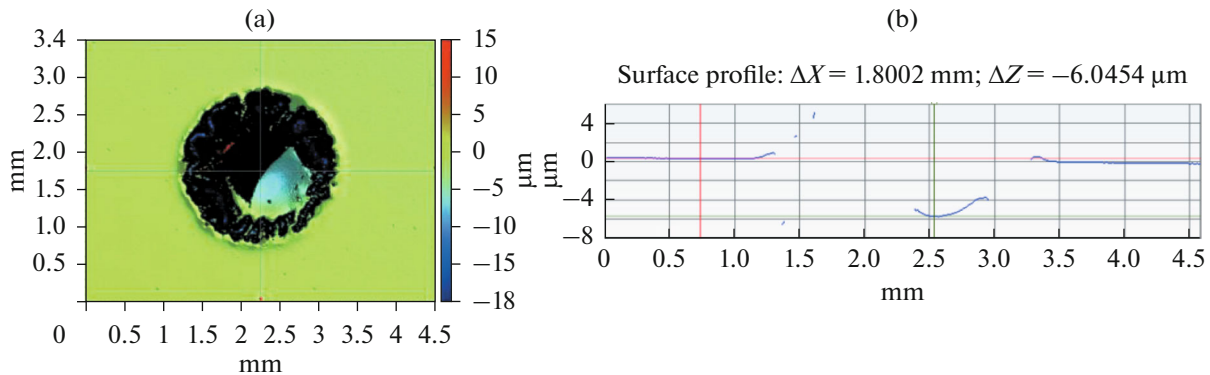 (a)
3.4
3.0
2.5
2.0
1.5
1.0
0.5
0
mm
0.5 1 1.5 2 2.5 3 3.5 4 4.5
mm
15
10
5
0
−5
−10
−15
−18
μm
(b)
Surface profile: ΔX = 1.8002 mm; ΔZ = −6.0454 μm
μm
4
0
−4
−8
0 0.5 1.0 1.5 2.0 2.5 3.0 3.5 4.0 4.5
mm